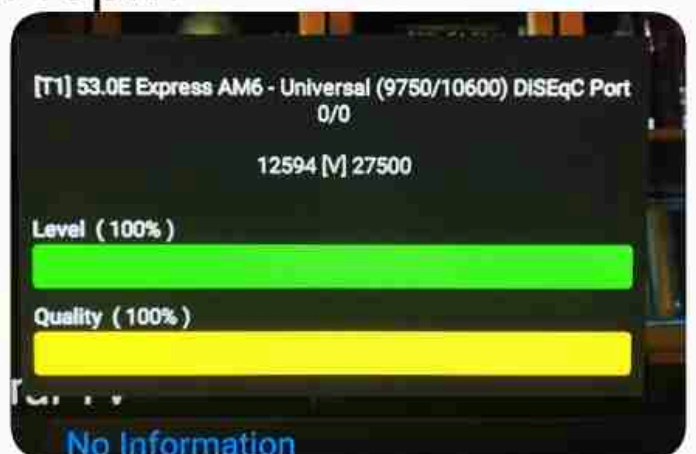 [T1] 53.0E Express AM6 - Universal (9750/10600) DiSEqC Port
0/0
12594 [V] 27500
Level ( 100% )
Quality ( 100% )
No Information